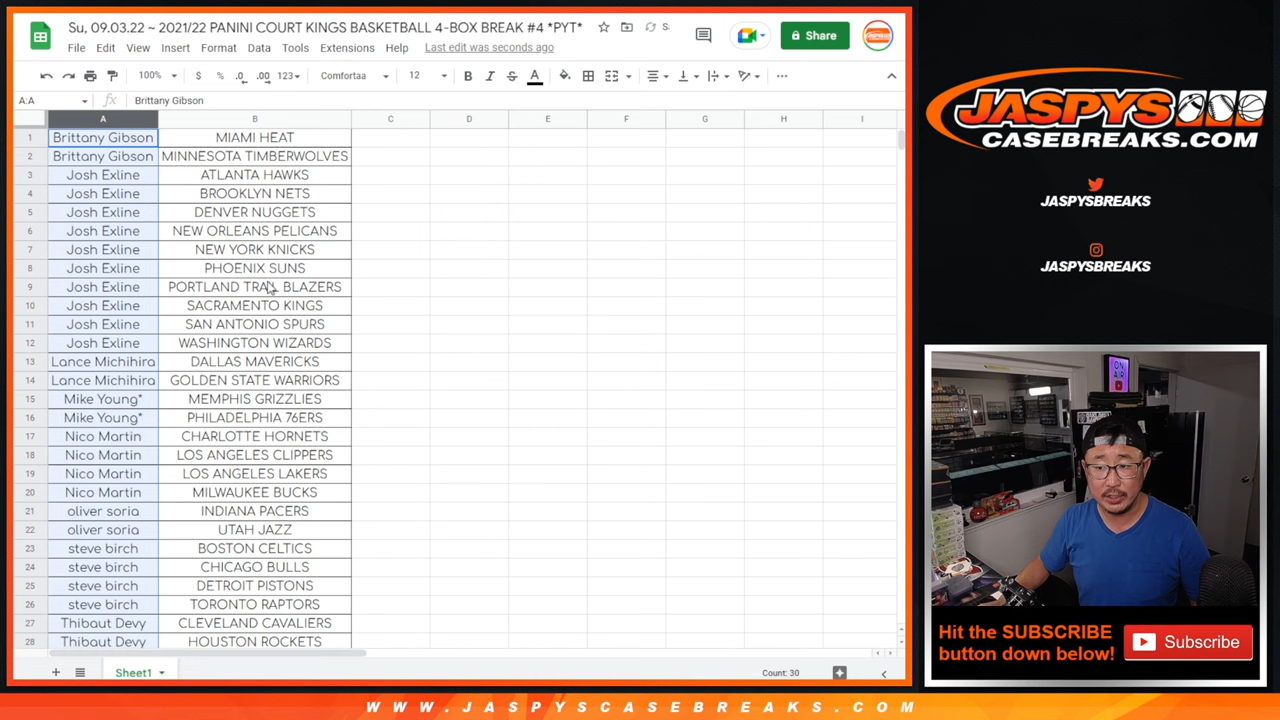 Su, 09.03.22 ~ 2021/22 PANINI COURT KINGS BASKETBALL 4-BOX BREAK #4 *PYT*
Share
File Edit View Insert Format Data Tools Extensions Help Last edit was seconds ago
100% $ % .0 .00 123 Comfortaa 12 B I S A
A:A fx Brittany Gibson
A B C D E F G H I
1 Brittany Gibson MIAMI HEAT
2 Brittany Gibson MINNESOTA TIMBERWOLVES
3 Josh Exline ATLANTA HAWKS
4 Josh Exline BROOKLYN NETS
5 Josh Exline DENVER NUGGETS
6 Josh Exline NEW ORLEANS PELICANS
7 Josh Exline NEW YORK KNICKS
8 Josh Exline PHOENIX SUNS
9 Josh Exline PORTLAND TRAIL BLAZERS
10 Josh Exline SACRAMENTO KINGS
11 Josh Exline SAN ANTONIO SPURS
12 Josh Exline WASHINGTON WIZARDS
13 Lance Michihira DALLAS MAVERICKS
14 Lance Michihira GOLDEN STATE WARRIORS
15 Mike Young* MEMPHIS GRIZZLIES
16 Mike Young* PHILADELPHIA 76ERS
17 Nico Martin CHARLOTTE HORNETS
18 Nico Martin LOS ANGELES CLIPPERS
19 Nico Martin LOS ANGELES LAKERS
20 Nico Martin MILWAUKEE BUCKS
21 oliver soria INDIANA PACERS
22 oliver soria UTAH JAZZ
23 steve birch BOSTON CELTICS
24 steve birch CHICAGO BULLS
25 steve birch DETROIT PISTONS
26 steve birch TORONTO RAPTORS
27 Thibaut Devy CLEVELAND CAVALIERS
28 Thibaut Devy HOUSTON ROCKETS
Sheet1
Count: 30
JASPYS
CASEBREAKS.COM
JASPYSBREAKS
JASPYSBREAKS
ON
AIR
Hit the SUBSCRIBE
button down below!
Subscribe
WWW.JASPYSCASEBREAKS.COM